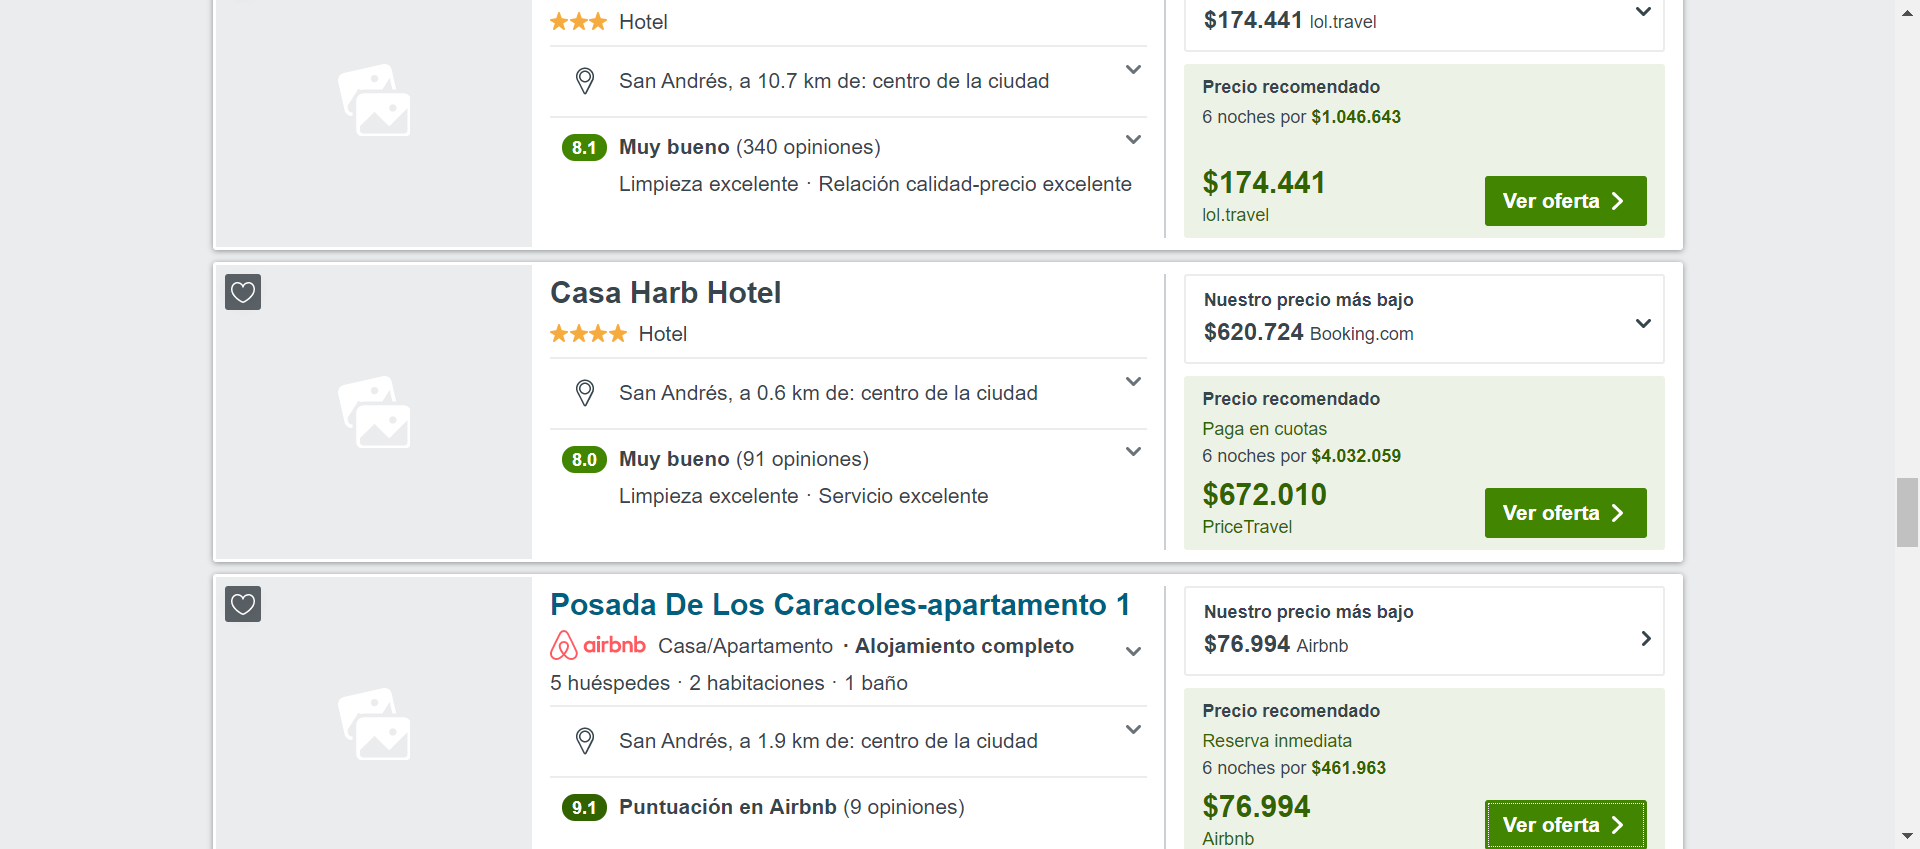 Hotel
San Andrés, a 10.7 km de: centro de la ciudad
8.1 Muy bueno (340 opiniones)
Limpieza excelente · Relación calidad-precio excelente
$174.441 lol.travel
Precio recomendado
6 noches por $1.046.643
$174.441
lol.travel
Ver oferta
Casa Harb Hotel
Hotel
San Andrés, a 0.6 km de: centro de la ciudad
8.0 Muy bueno (91 opiniones)
Limpieza excelente · Servicio excelente
Nuestro precio más bajo
$620.724 Booking.com
Precio recomendado
Paga en cuotas
6 noches por $4.032.059
$672.010
PriceTravel
Ver oferta
Posada De Los Caracoles-apartamento 1
airbnb Casa/Apartamento · Alojamiento completo
5 huéspedes · 2 habitaciones · 1 baño
San Andrés, a 1.9 km de: centro de la ciudad
9.1 Puntuación en Airbnb (9 opiniones)
Nuestro precio más bajo
$76.994 Airbnb
Precio recomendado
Reserva inmediata
6 noches por $461.963
$76.994
Airbnb
Ver oferta